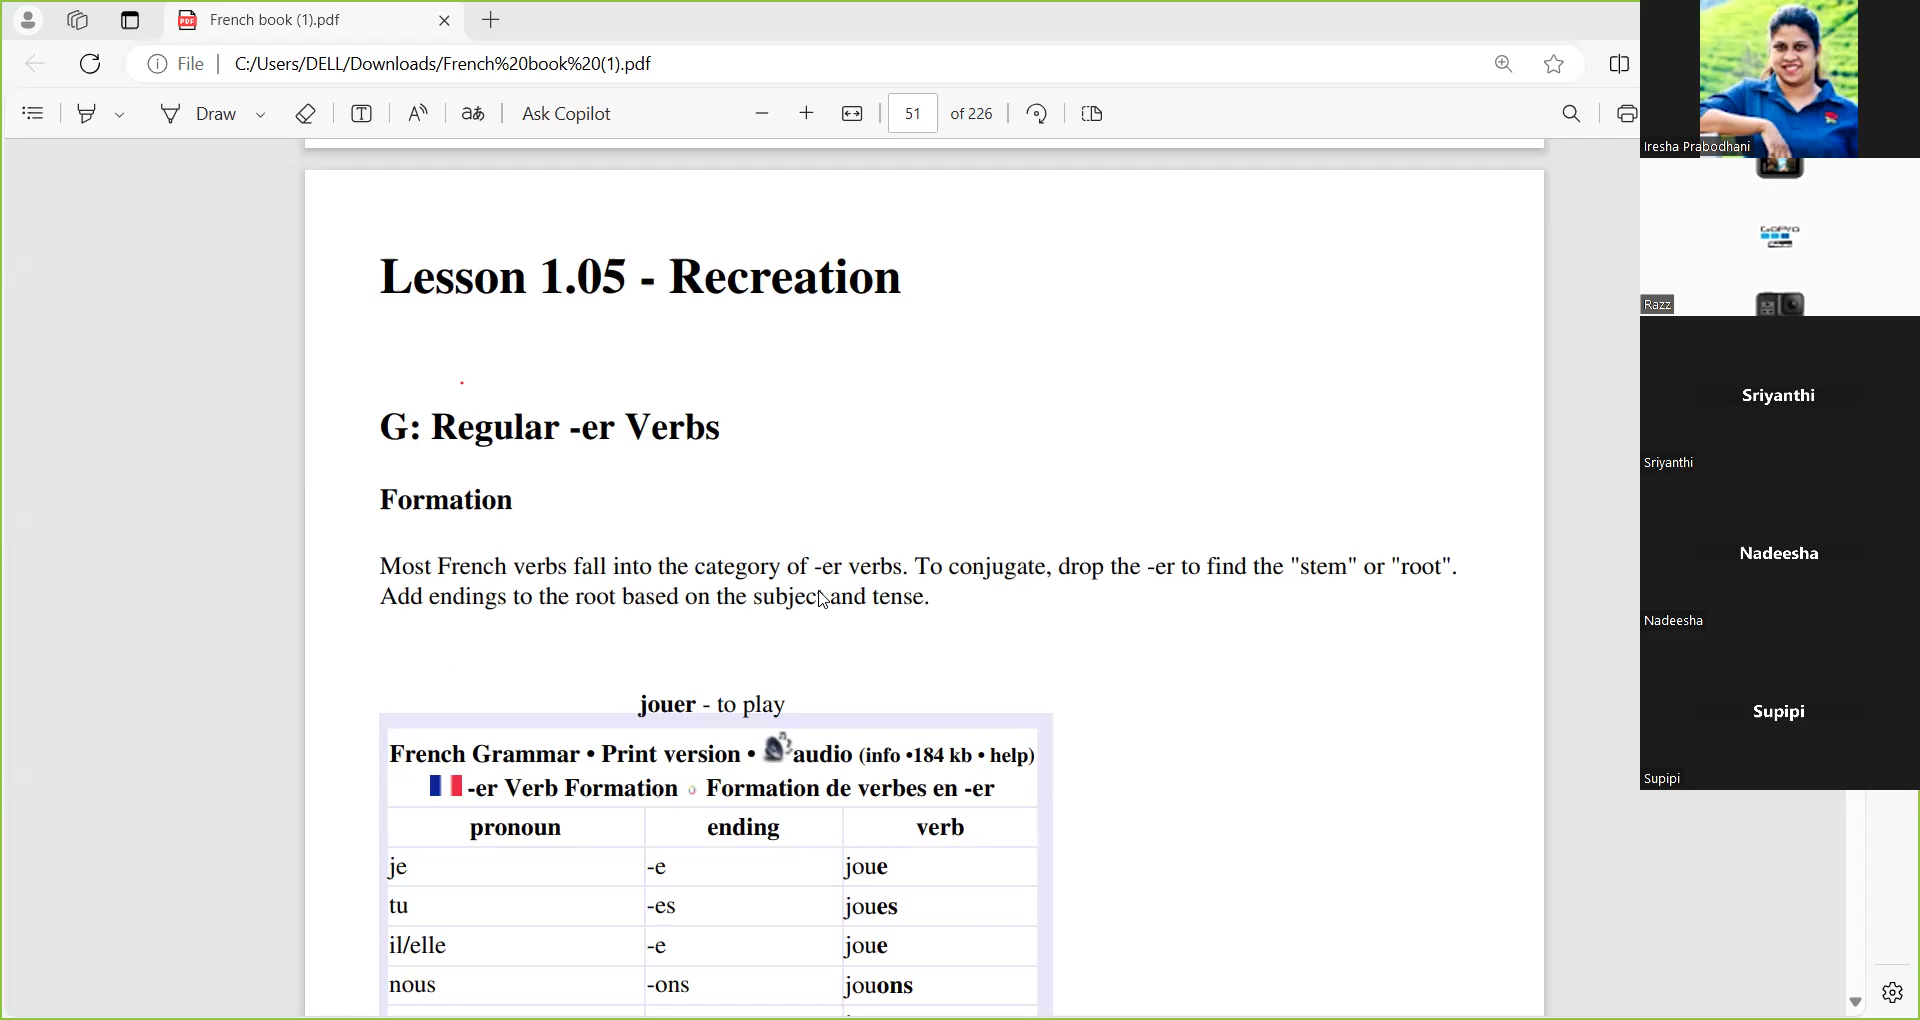 French book (1).pdf
File
C:/Users/DELL/Downloads/French%20book%20(1).pdf
Draw
Ask Copilot
51
of 226
Lesson 1.05 - Recreation
G: Regular -er Verbs
Formation
Most French verbs fall into the category of -er verbs. To conjugate, drop the -er to find the "stem" or "root".
Add endings to the root based on the subject and tense.
jouer - to play
French Grammar • Print version • audio (info •184 kb • help)
-er Verb Formation Formation de verbes en -er
pronoun ending verb
je -e joue
tu -es joues
il/elle -e joue
nous -ons jouons
Iresha Prabodhani
GoPro
Razz
Sriyanthi
Sriyanthi
Nadeesha
Nadeesha
Supipi
Supipi